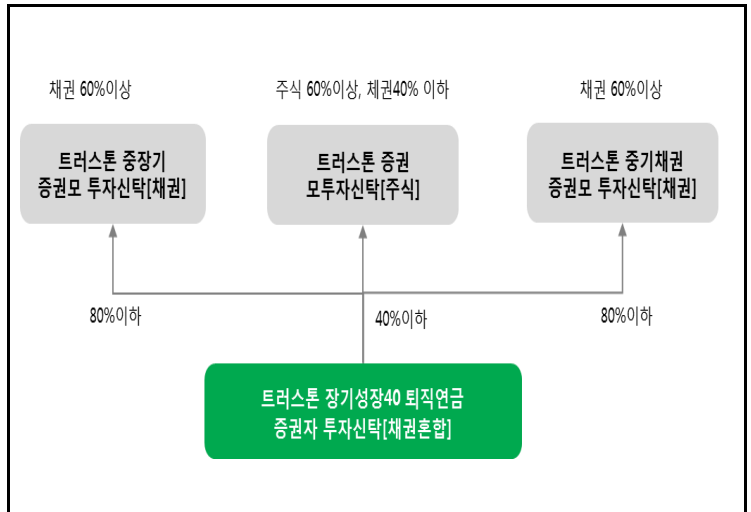 채권 60%이상
주식 60%이상, 체권40% 이하
채권 60%이상
트러스톤 중장기
증권모 투자신탁[채권]
트러스톤 증권
모투자신탁[주식]
트러스톤 중기채권
증권모 투자신탁[채권]
80%이하
40%이하
80%이하
트러스톤 장기성장40 퇴직연금
증권자 투자신탁[채권혼합]